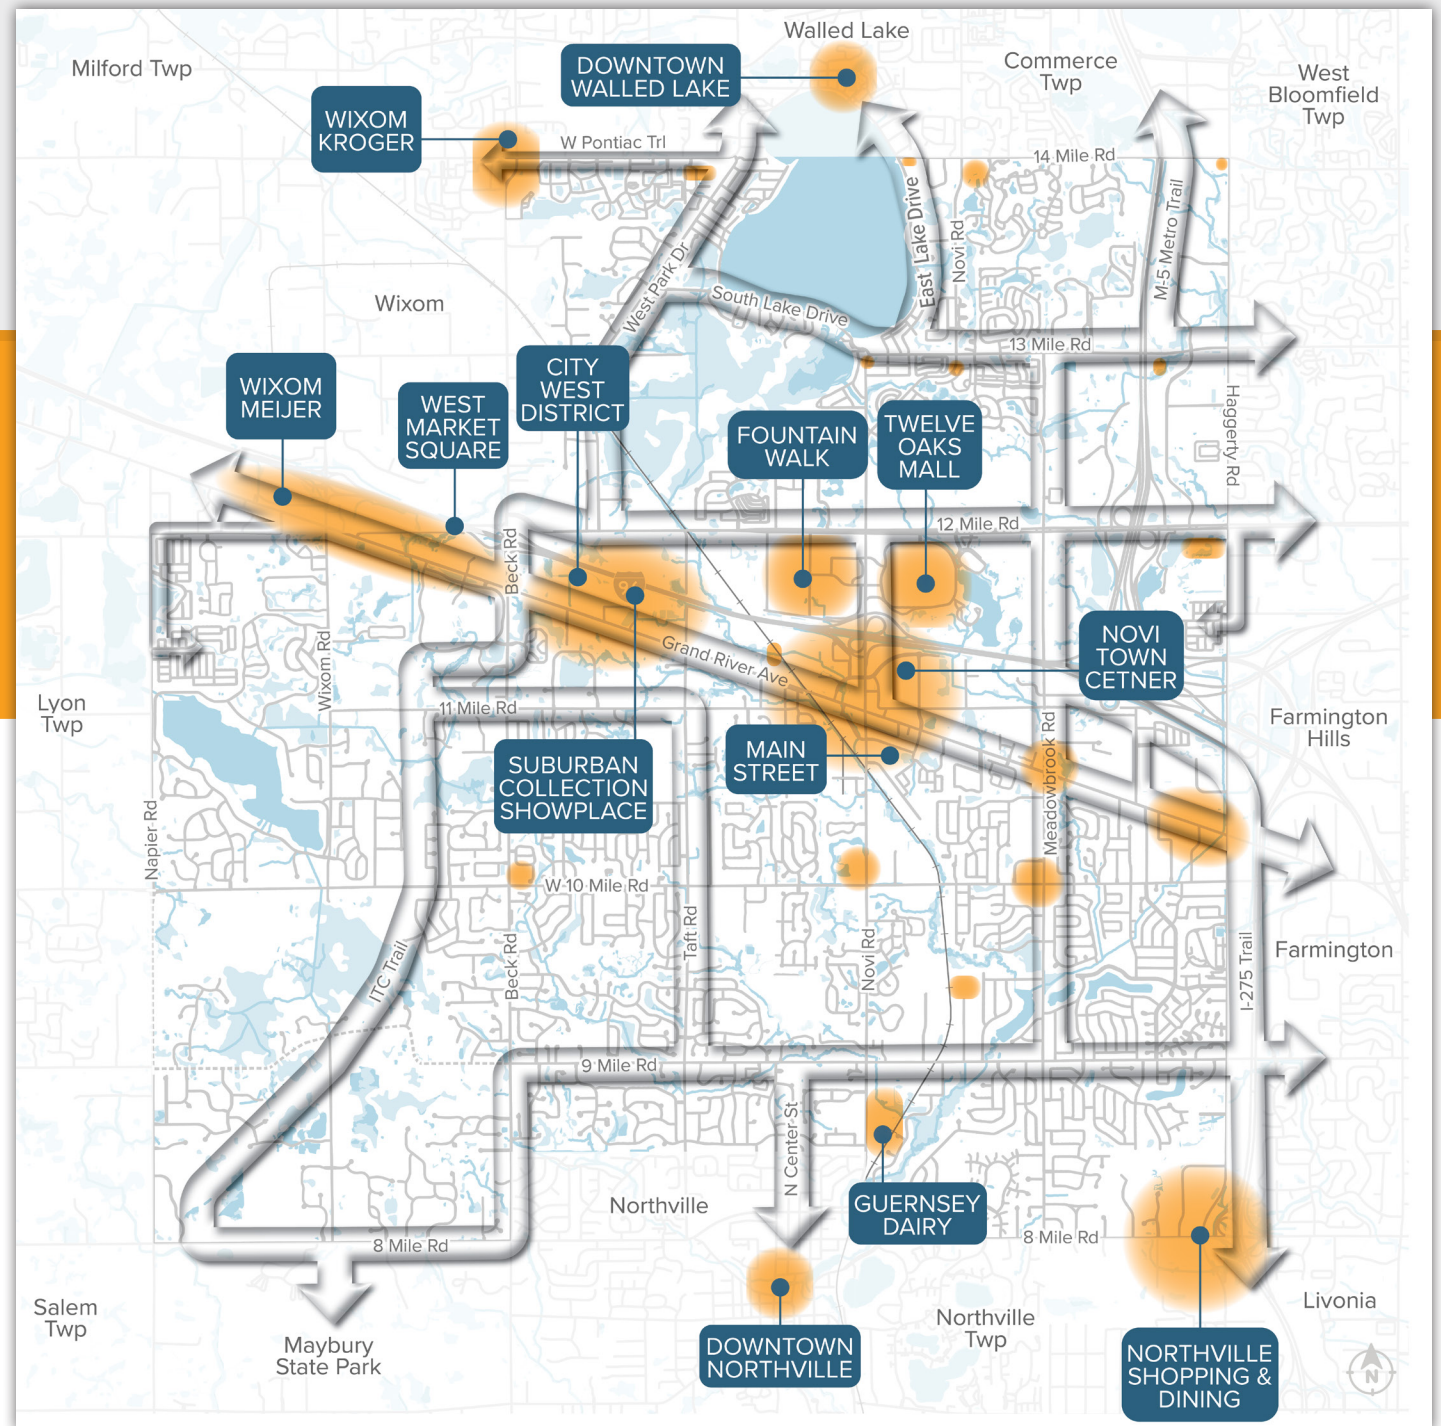 Walled Lake
Milford Twp
DOWNTOWN
WALLED LAKE
Commerce
Twp
West
Bloomfield
Twp
WIXOM
KROGER
W Pontiac Trl
14 Mile Rd
East Lake Drive
Novi Rd
M-5 Metro Trail
West Park Dr
South Lake Drive
Wixom
13 Mile Rd
WIXOM
MEIJER
WEST
MARKET
SQUARE
CITY
WEST
DISTRICT
FOUNTAIN
WALK
TWELVE
OAKS
MALL
Haggerty Rd
12 Mile Rd
Beck Rd
96
Wixom Rd
Grand River Ave
NOVI
TOWN
CETNER
Lyon
Twp
11 Mile Rd
Farmington
Hills
SUBURBAN
COLLECTION
SHOWPLACE
MAIN
STREET
Meadowbrook Rd
Napier Rd
W 10 Mile Rd
ITC Trail
Beck Rd
Taft Rd
Novi Rd
I-275 Trail
Farmington
9 Mile Rd
N Center St
Northville
GUERNSEY
DAIRY
8 Mile Rd
8 Mile Rd
Salem
Twp
Maybury
State Park
DOWNTOWN
NORTHVILLE
Northville
Twp
Livonia
NORTHVILLE
SHOPPING &
DINING
N